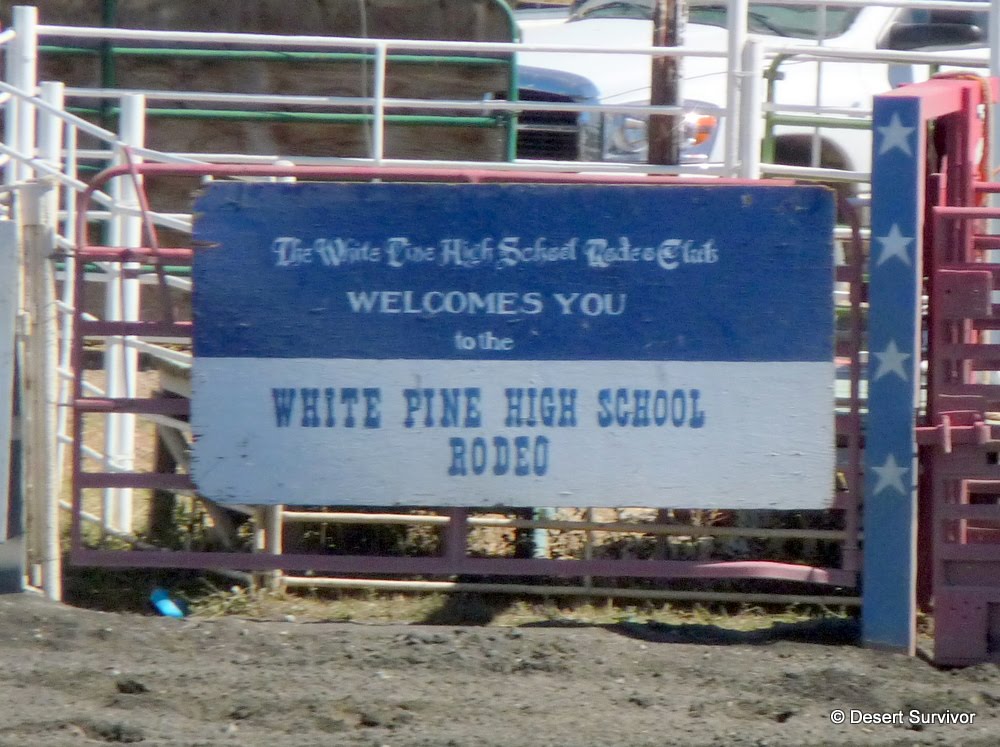 The White Pine High School Rodeo Club
WELCOMES YOU
to the
WHITE PINE HIGH SCHOOL
RODEO
© Desert Survivor